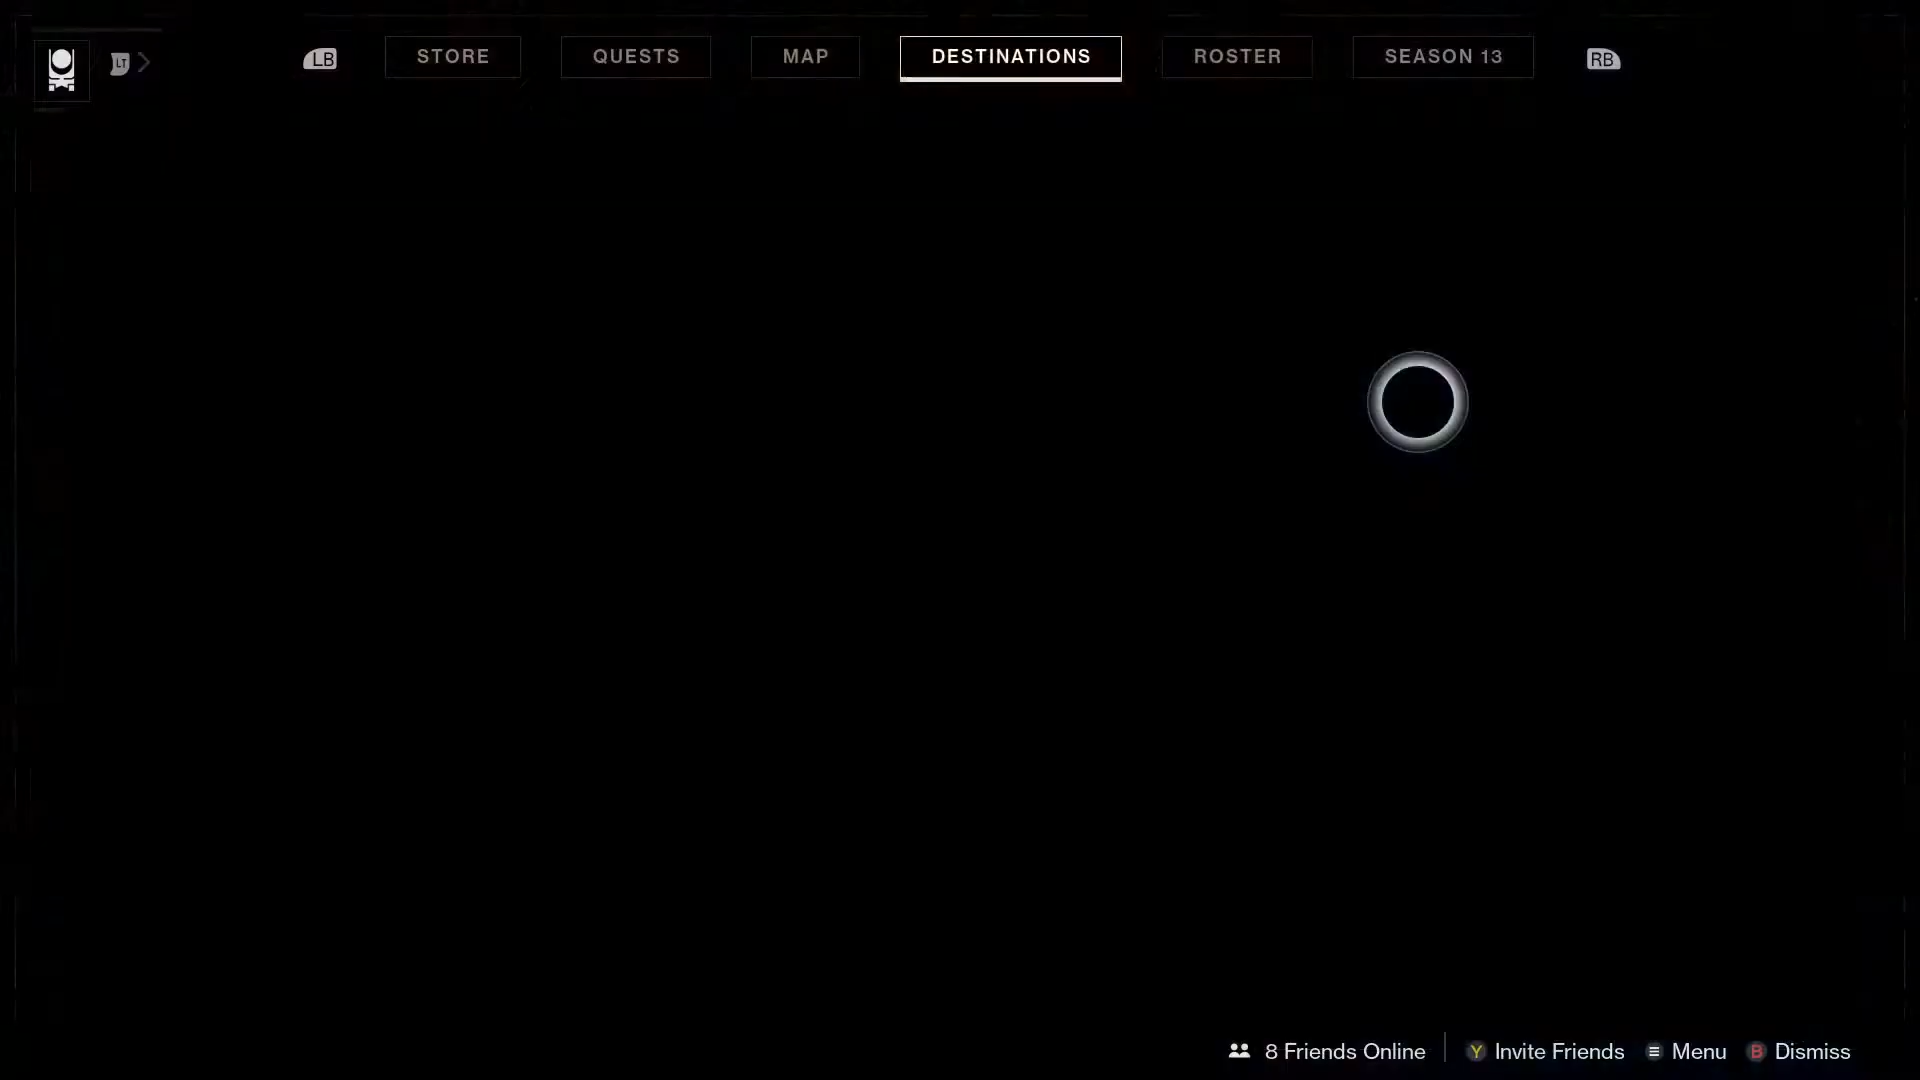 LT
LB
STORE
QUESTS
MAP
DESTINATIONS
ROSTER
SEASON 13
RB
8 Friends Online
Y Invite Friends
Menu
B Dismiss